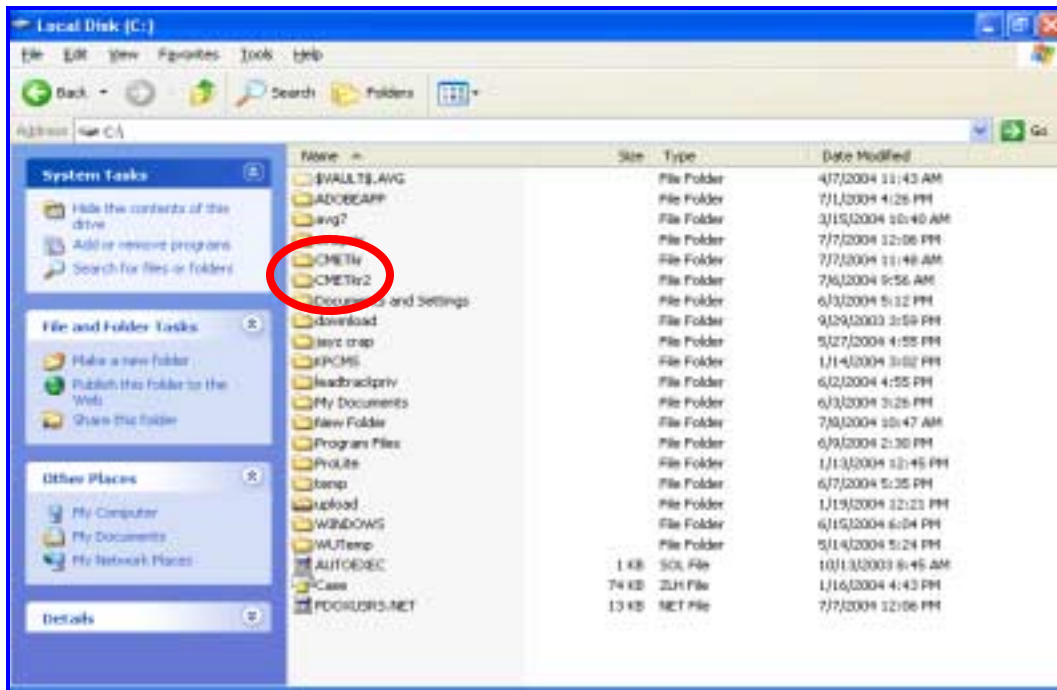 Local Disk (C:)
File Edit View Favorites Tools Help
Back Search Folders
Address C:\ Go
Name Size Type Date Modified
System Tasks
Hide the contents of this drive
Add or remove programs
Search for files or folders
File and Folder Tasks
Make a new folder
Publish this folder to the Web
Share this folder
Other Places
My Computer
My Documents
My Network Places
Details
$VAULT$.AVG File Folder 4/7/2004 11:43 AM
ADOBEAPP File Folder 7/1/2004 4:26 PM
avg7 File Folder 3/15/2004 10:40 AM
File Folder 7/7/2004 12:06 PM
CMETkr File Folder 7/7/2004 11:48 AM
CMETkr2 File Folder 7/6/2004 9:56 AM
Documents and Settings File Folder 6/3/2004 5:12 PM
download File Folder 9/29/2003 3:59 PM
crap File Folder 5/27/2004 4:55 PM
KPCMS File Folder 1/14/2004 3:02 PM
leadtrackpriv File Folder 6/2/2004 4:55 PM
My Documents File Folder 6/3/2004 3:26 PM
New Folder File Folder 7/8/2004 10:47 AM
Program Files File Folder 6/9/2004 2:30 PM
ProLite File Folder 1/13/2004 12:45 PM
temp File Folder 6/7/2004 5:35 PM
upload File Folder 1/19/2004 12:21 PM
WINDOWS File Folder 6/15/2004 6:04 PM
WUTemp File Folder 5/14/2004 5:24 PM
AUTOEXEC 1 KB SOL File 10/13/2003 8:45 AM
Case 74 KB ZLH File 1/16/2004 4:43 PM
PDOXUSRS.NET 13 KB NET File 7/7/2004 12:06 PM